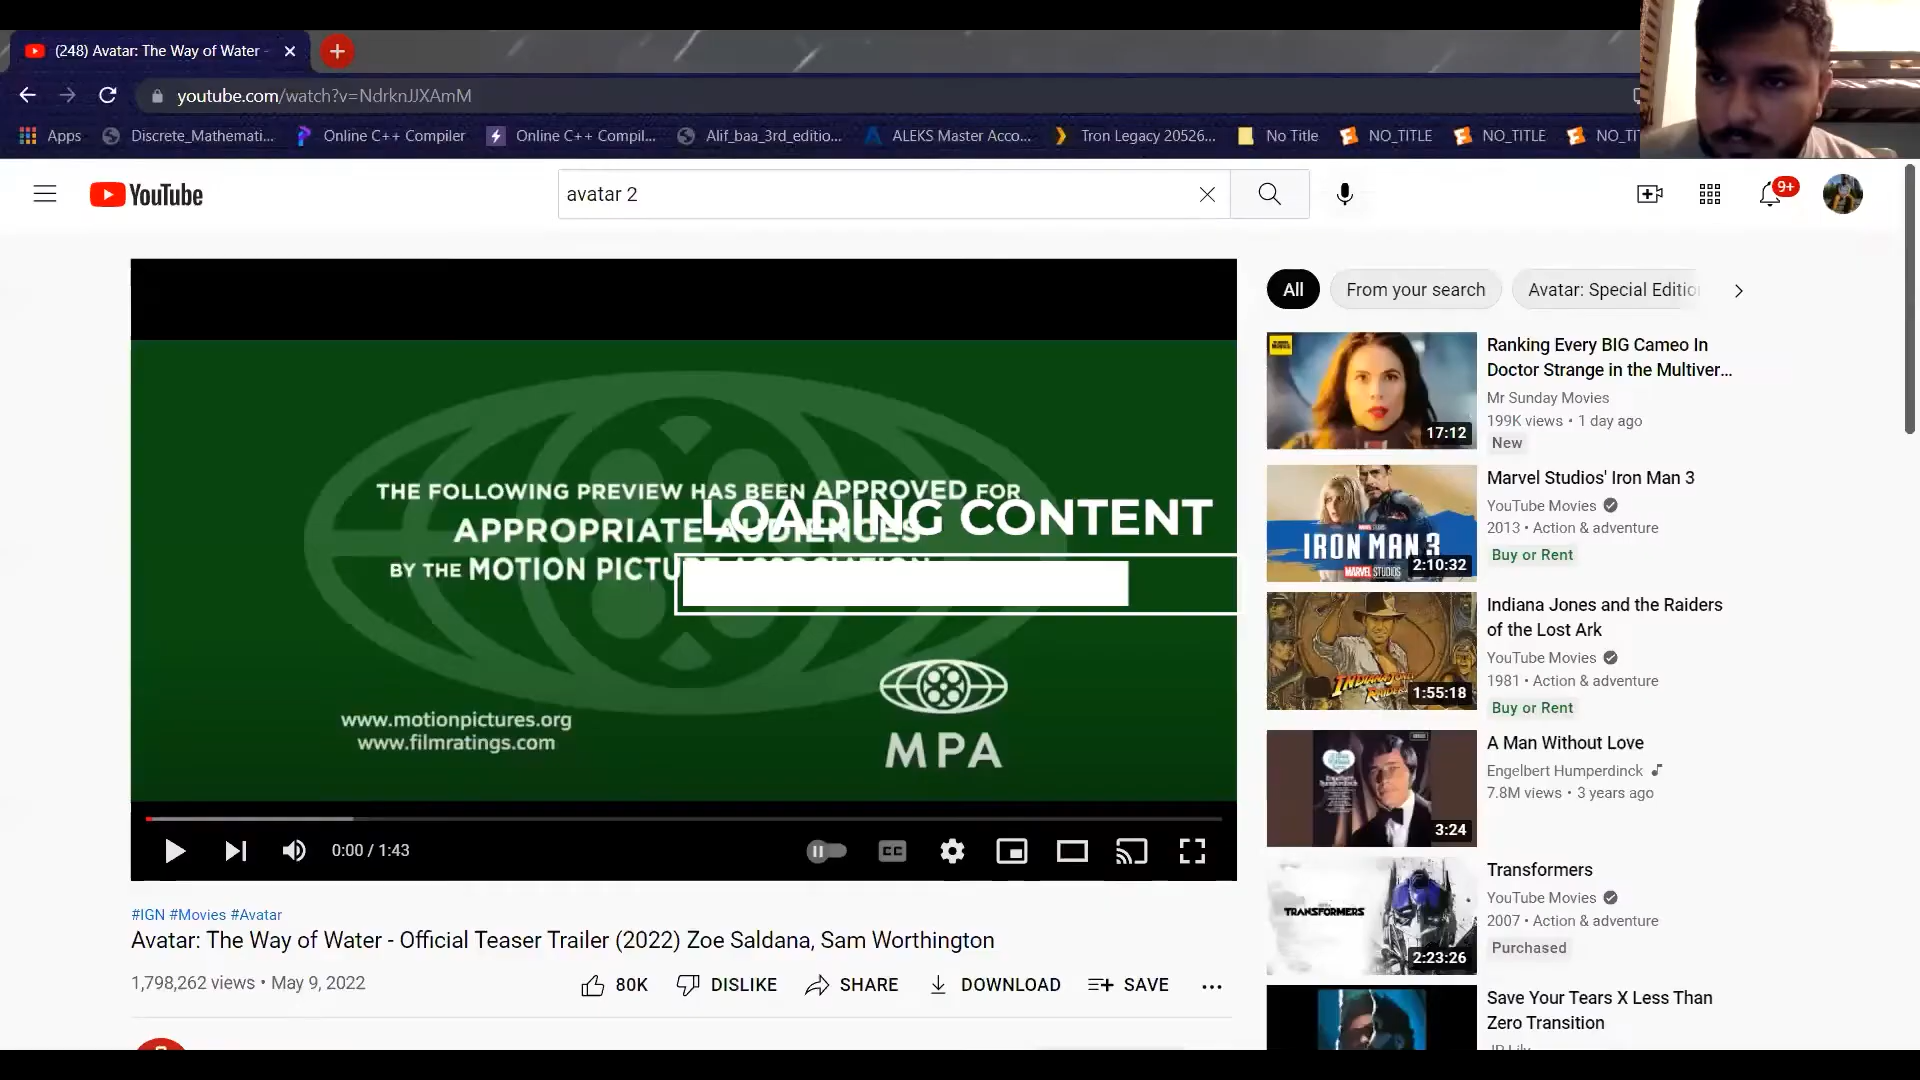 (248) Avatar: The Way of Water -
youtube.com/watch?v=NdrknJJXAmM
Apps
Discrete_Mathemati...
Online C++ Compiler
Online C++ Compil...
Alif_baa_3rd_editio...
ALEKS Master Acco...
Tron Legacy 20526...
No Title
NO_TITLE
NO_TITLE
NO_TI
YouTube
avatar 2
9+
THE FOLLOWING PREVIEW HAS BEEN APPROVED FOR
APPROPRIATE AUDIENCES
BY THE MOTION PICTURE ASSOCIATION
LOADING CONTENT
www.motionpictures.org
www.filmratings.com
MPA
0:00 / 1:43
CC
#IGN #Movies #Avatar
Avatar: The Way of Water - Official Teaser Trailer (2022) Zoe Saldana, Sam Worthington
1,798,262 views • May 9, 2022
80K
DISLIKE
SHARE
DOWNLOAD
SAVE
All
From your search
Avatar: Special Editio
17:12
Ranking Every BIG Cameo In
Doctor Strange in the Multiver...
Mr Sunday Movies
199K views • 1 day ago
New
MARVEL STUDIOS
IRON MAN 3
2:10:32
Marvel Studios' Iron Man 3
YouTube Movies
2013 • Action & adventure
Buy or Rent
INDIANA JONES
1:55:18
Indiana Jones and the Raiders
of the Lost Ark
YouTube Movies
1981 • Action & adventure
Buy or Rent
3:24
A Man Without Love
Engelbert Humperdinck
7.8M views • 3 years ago
TRANSFORMERS
2:23:26
Transformers
YouTube Movies
2007 • Action & adventure
Purchased
Save Your Tears X Less Than
Zero Transition